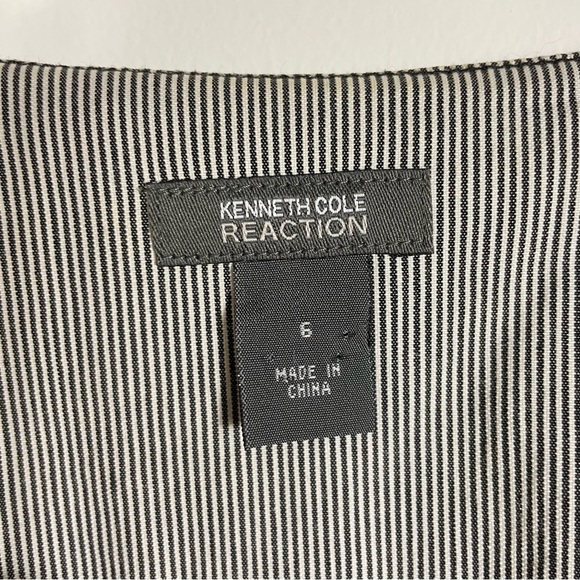 KENNETH COLE
REACTION
6
MADE IN
CHINA